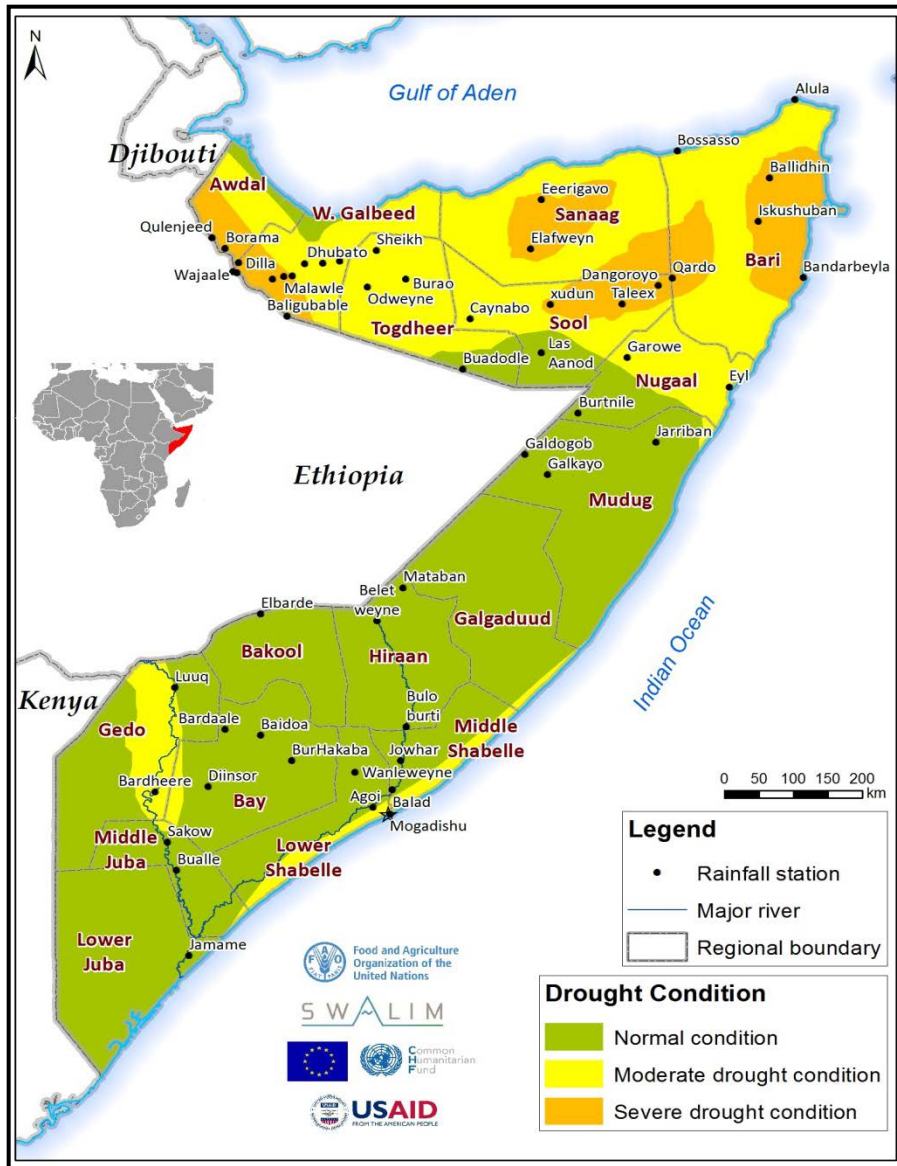 N
Gulf of Aden
Alula
Bossasso
Djibouti
Ballidhin
Awdal
Eeerigavo
Sanaag
W. Galbeed
Iskushuban
Qulenjeed
Sheikh
Borama
Dhubato
Elafweyn
Bari
Dilla
Dangoroyo
Qardo
Bandarbeyla
Wajaale
Malawle
Burao
xudun
Taleex
Odweyne
Baligubable
Caynabo
Sool
Togdheer
Las
Aanod
Garowe
Buadodle
Nugaal
Eyl
Burtnile
Jarriban
Galdogob
Ethiopia
Galkayo
Mudug
Mataban
Belet
weyne
Elbarde
Galgaduud
Bakool
Hiraan
Indian Ocean
Kenya
Luuq
Bulo
burti
Gedo
Bardaale
Baidoa
Middle
Shabelle
BurHakaba
Jowhar
Bardheere
Diinsor
Wanleweyne
Bay
Agoi
Balad
Mogadishu
Sakow
Middle
Juba
Bualle
Lower
Shabelle
Lower
Juba
Jamame
0 50 100 150 200
km
Legend
Rainfall station
Major river
Regional boundary
Drought Condition
Normal condition
Moderate drought condition
Severe drought condition
F A O
FIAT PANIS
Food and Agriculture
Organization of the
United Nations
SWALIM
Common
Humanitarian
Fund
USAID
FROM THE AMERICAN PEOPLE